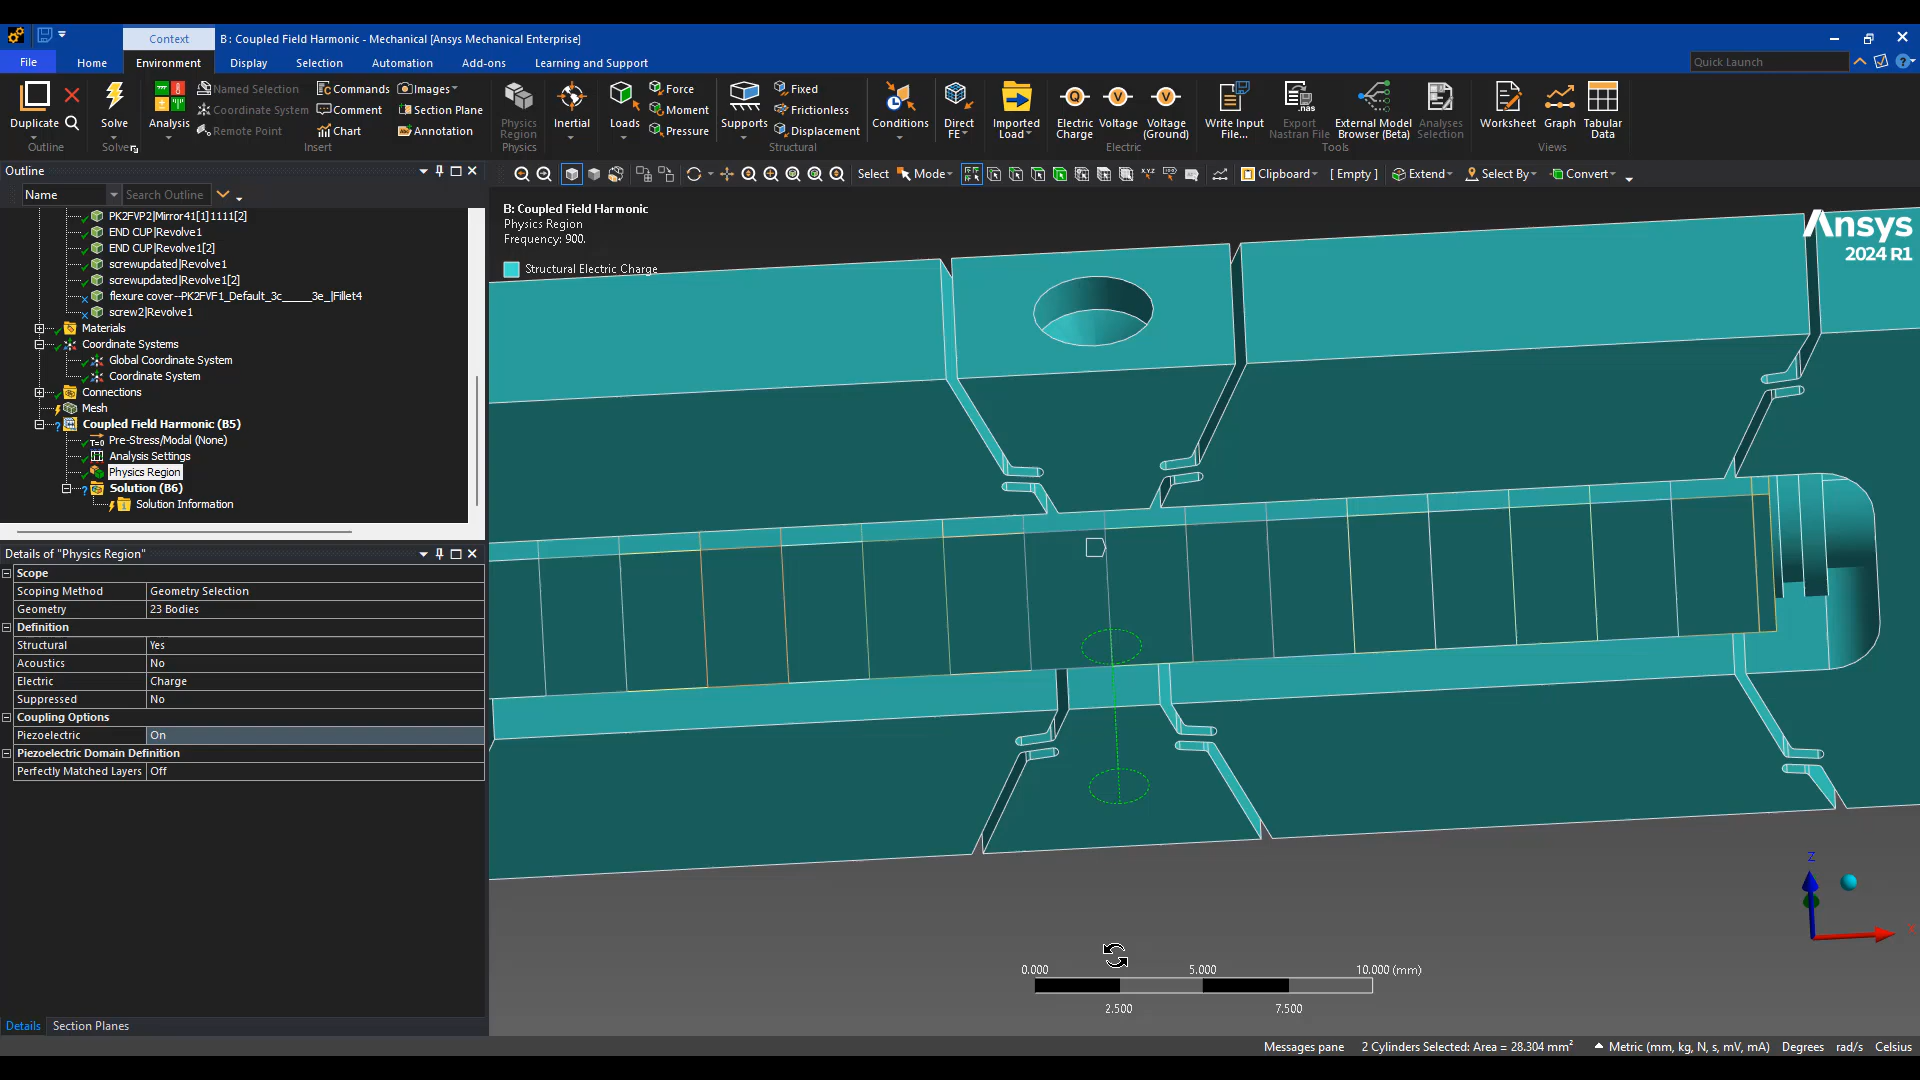 Context
B : Coupled Field Harmonic - Mechanical [Ansys Mechanical Enterprise]
File
Home
Environment
Display
Selection
Automation
Add-ons
Learning and Support
Quick Launch
Duplicate
Outline
Solve
Solve
Analysis
Named Selection
Coordinate System
Remote Point
Commands
Comment
Chart
Images
Section Plane
Annotation
Insert
Physics Region
Physics
Inertial
Loads
Force
Moment
Pressure
Supports
Fixed
Frictionless
Displacement
Structural
Conditions
Direct FE
Imported Load
Electric Charge
Voltage
Voltage (Ground)
Electric
Write Input File...
Export Nastran File
External Model Browser (Beta)
Analyses Selection
Tools
Worksheet
Graph
Tabular Data
Views
Outline
Name
Search Outline
Select
Mode
Clipboard
[ Empty ]
Extend
Select By
Convert
PK2FVP2|Mirror41[1]1111[2]
END CUP|Revolve1
END CUP|Revolve1[2]
screwupdated|Revolve1
screwupdated|Revolve1[2]
flexure cover--PK2FVF1_Default_3c_____3e_|Fillet4
screw2|Revolve1
Materials
Coordinate Systems
Global Coordinate System
Coordinate System
Connections
Mesh
Coupled Field Harmonic (B5)
Pre-Stress/Modal (None)
Analysis Settings
Physics Region
Solution (B6)
Solution Information
Details of "Physics Region"
Scope
Scoping Method Geometry Selection
Geometry 23 Bodies
Definition
Structural Yes
Acoustics No
Electric Charge
Suppressed No
Coupling Options
Piezoelectric On
Piezoelectric Domain Definition
Perfectly Matched Layers Off
Details
Section Planes
B: Coupled Field Harmonic
Physics Region
Frequency: 900.
Structural Electric Charge
Ansys
2024 R1
Z
X
0.000 5.000 10.000 (mm)
2.500 7.500
Messages pane
2 Cylinders Selected: Area = 28.304 mm²
Metric (mm, kg, N, s, mV, mA)
Degrees
rad/s
Celsius